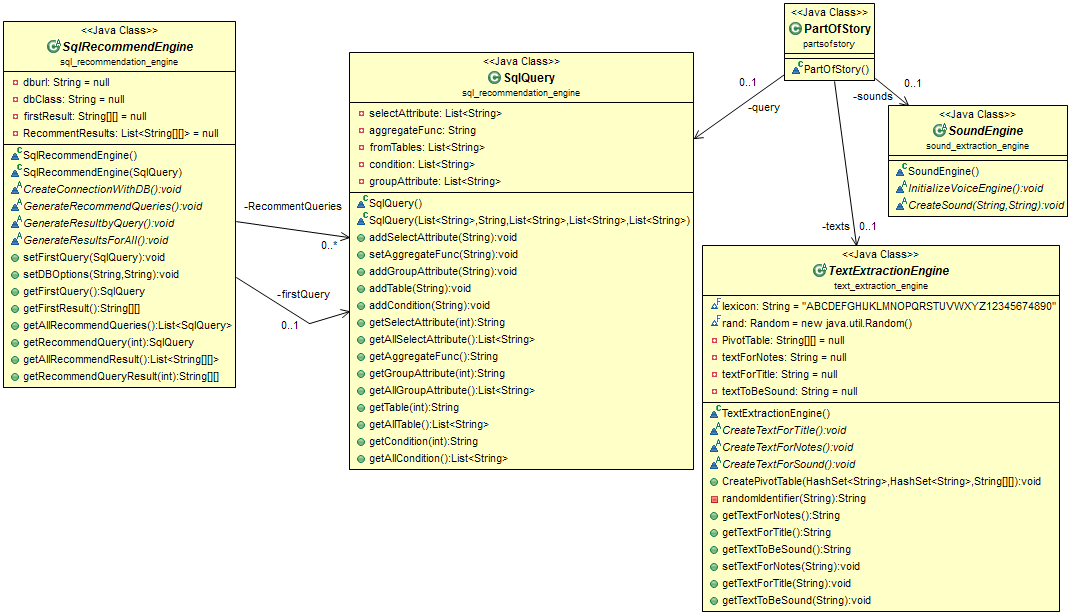 <<Java Class>>
SqlRecommendEngine
sql_recommendation_engine
dburl: String = null
dbClass: String = null
firstResult: String[][] = null
RecommentResults: List<String[][]> = null
SqlRecommendEngine()
SqlRecommendEngine(SqlQuery)
CreateConnectionWithDB():void
GenerateRecommendQueries():void
GenerateResultbyQuery():void
GenerateResultsForAll():void
setFirstQuery(SqlQuery):void
setDBOptions(String,String):void
getFirstQuery():SqlQuery
getFirstResult():String[][]
getAllRecommendQueries():List<SqlQuery>
getRecommendQuery(int):SqlQuery
getAllRecommendResult():List<String[][]>
getRecommendQueryResult(int):String[][]
-RecommentQueries
0..*
-firstQuery
0..1
<<Java Class>>
SqlQuery
sql_recommendation_engine
selectAttribute: List<String>
aggregateFunc: String
fromTables: List<String>
condition: List<String>
groupAttribute: List<String>
SqlQuery()
SqlQuery(List<String>,String,List<String>,List<String>,List<String>)
addSelectAttribute(String):void
setAggregateFunc(String):void
addGroupAttribute(String):void
addTable(String):void
addCondition(String):void
getSelectAttribute(int):String
getAllSelectAttribute():List<String>
getAggregateFunc():String
getGroupAttribute(int):String
getAllGroupAttribute():List<String>
getTable(int):String
getAllTable():List<String>
getCondition(int):String
getAllCondition():List<String>
<<Java Class>>
PartOfStory
partsofstory
PartOfStory()
0..1
-query
0..1
-sounds
-texts 0..1
<<Java Class>>
SoundEngine
sound_extraction_engine
SoundEngine()
InitializeVoiceEngine():void
CreateSound(String,String):void
<<Java Class>>
TextExtractionEngine
text_extraction_engine
lexicon: String = "ABCDEFGHIJKLMNOPQRSTUVWXYZ12345674890"
rand: Random = new java.util.Random()
PivotTable: String[][] = null
textForNotes: String = null
textForTitle: String = null
textToBeSound: String = null
TextExtractionEngine()
CreateTextForTitle():void
CreateTextForNotes():void
CreateTextForSound():void
CreatePivotTable(HashSet<String>,HashSet<String>,String[][]):void
randomIdentifier(String):String
getTextForNotes():String
getTextForTitle():String
getTextToBeSound():String
setTextForNotes(String):void
getTextForTitle(String):void
getTextToBeSound(String):void